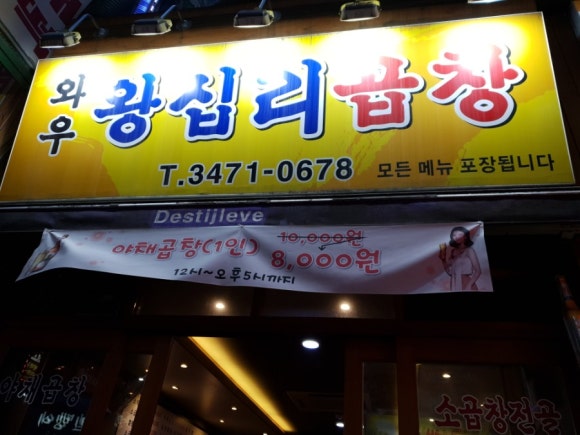 와우
왕십리곱창
T.3471-0678 모든 메뉴 포장됩니다
Destijleve
야채곱창(1인) 10,000원
8,000원
12시~오후5시까지
야채곱창
소곱창전골